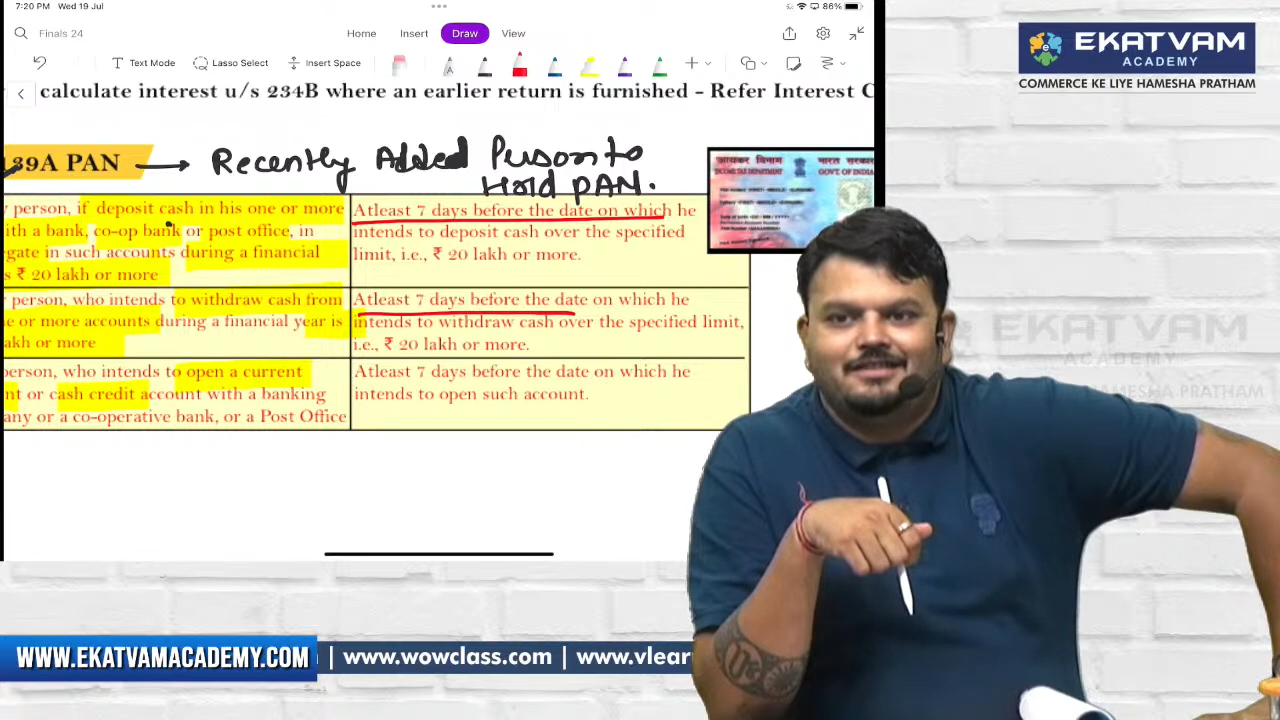 7:20 PM Wed 19 Jul
86%
Finals 24
Home Insert Draw View
Text Mode Lasso Select Insert Space
calculate interest u/s 234B where an earlier return is furnished - Refer Interest C
139A PAN → Recently Added Person to
Hold PAN.
y person, if deposit cash in his one or more
ith a bank, co-op bank or post office, in
gate in such accounts during a financial
s ₹ 20 lakh or more
Atleast 7 days before the date on which he
intends to deposit cash over the specified
limit, i.e., ₹ 20 lakh or more.
y person, who intends to withdraw cash from
ne or more accounts during a financial year is
akh or more
Atleast 7 days before the date on which he
intends to withdraw cash over the specified limit,
i.e., ₹ 20 lakh or more.
person, who intends to open a current
nt or cash credit account with a banking
any or a co-operative bank, or a Post Office
Atleast 7 days before the date on which he
intends to open such account.
आयकर विभाग
INCOME TAX DEPARTMENT
भारत सरकार
GOVT. OF INDIA
EKATVAM
ACADEMY
COMMERCE KE LIYE HAMESHA PRATHAM
EKATVAM
ACADEMY
HAMESHA PRATHAM
WWW.EKATVAMACADEMY.COM
| www.wowclass.com | www.vlear